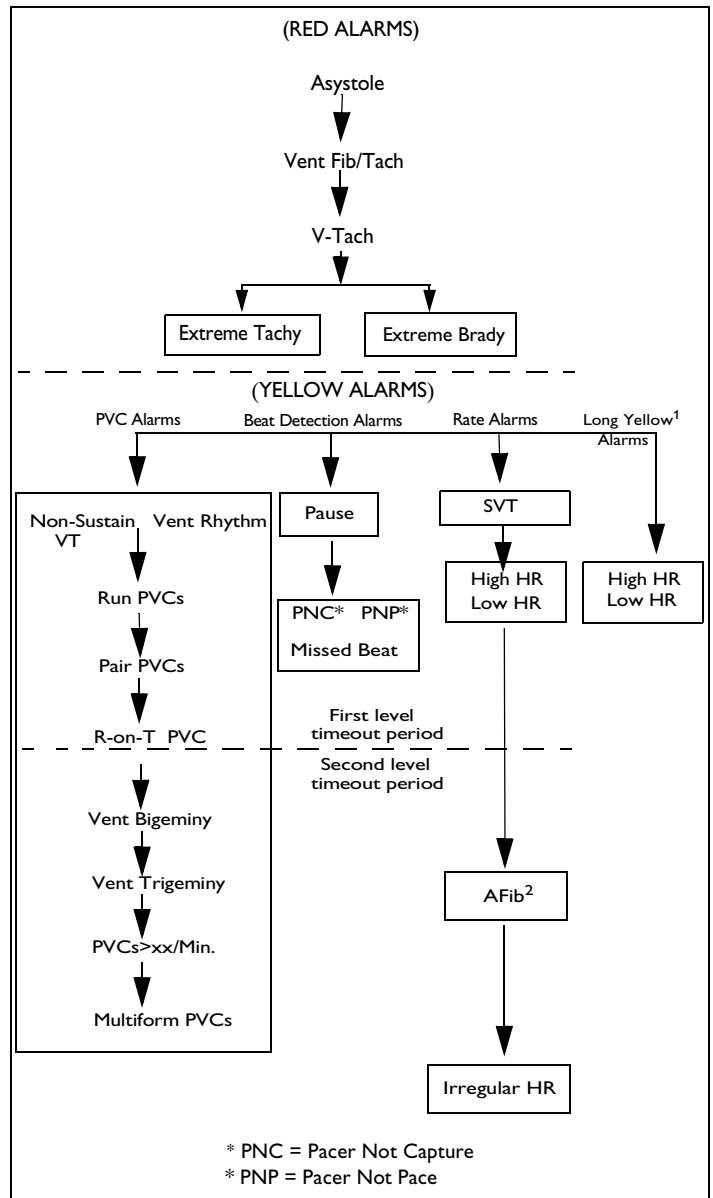 (RED ALARMS)
Asystole
Vent Fib/Tach
V-Tach
Extreme Tachy
Extreme Brady
(YELLOW ALARMS)
PVC Alarms
Beat Detection Alarms
Rate Alarms
Long Yellow¹
Alarms
Non-Sustain Vent Rhythm
VT
Run PVCs
Pair PVCs
R-on-T PVC
Vent Bigeminy
Vent Trigeminy
PVCs>xx/Min.
Multiform PVCs
Pause
PNC* PNP*
Missed Beat
First level
timeout period
Second level
timeout period
SVT
High HR
Low HR
AFib²
Irregular HR
High HR
Low HR
* PNC = Pacer Not Capture
* PNP = Pacer Not Pace